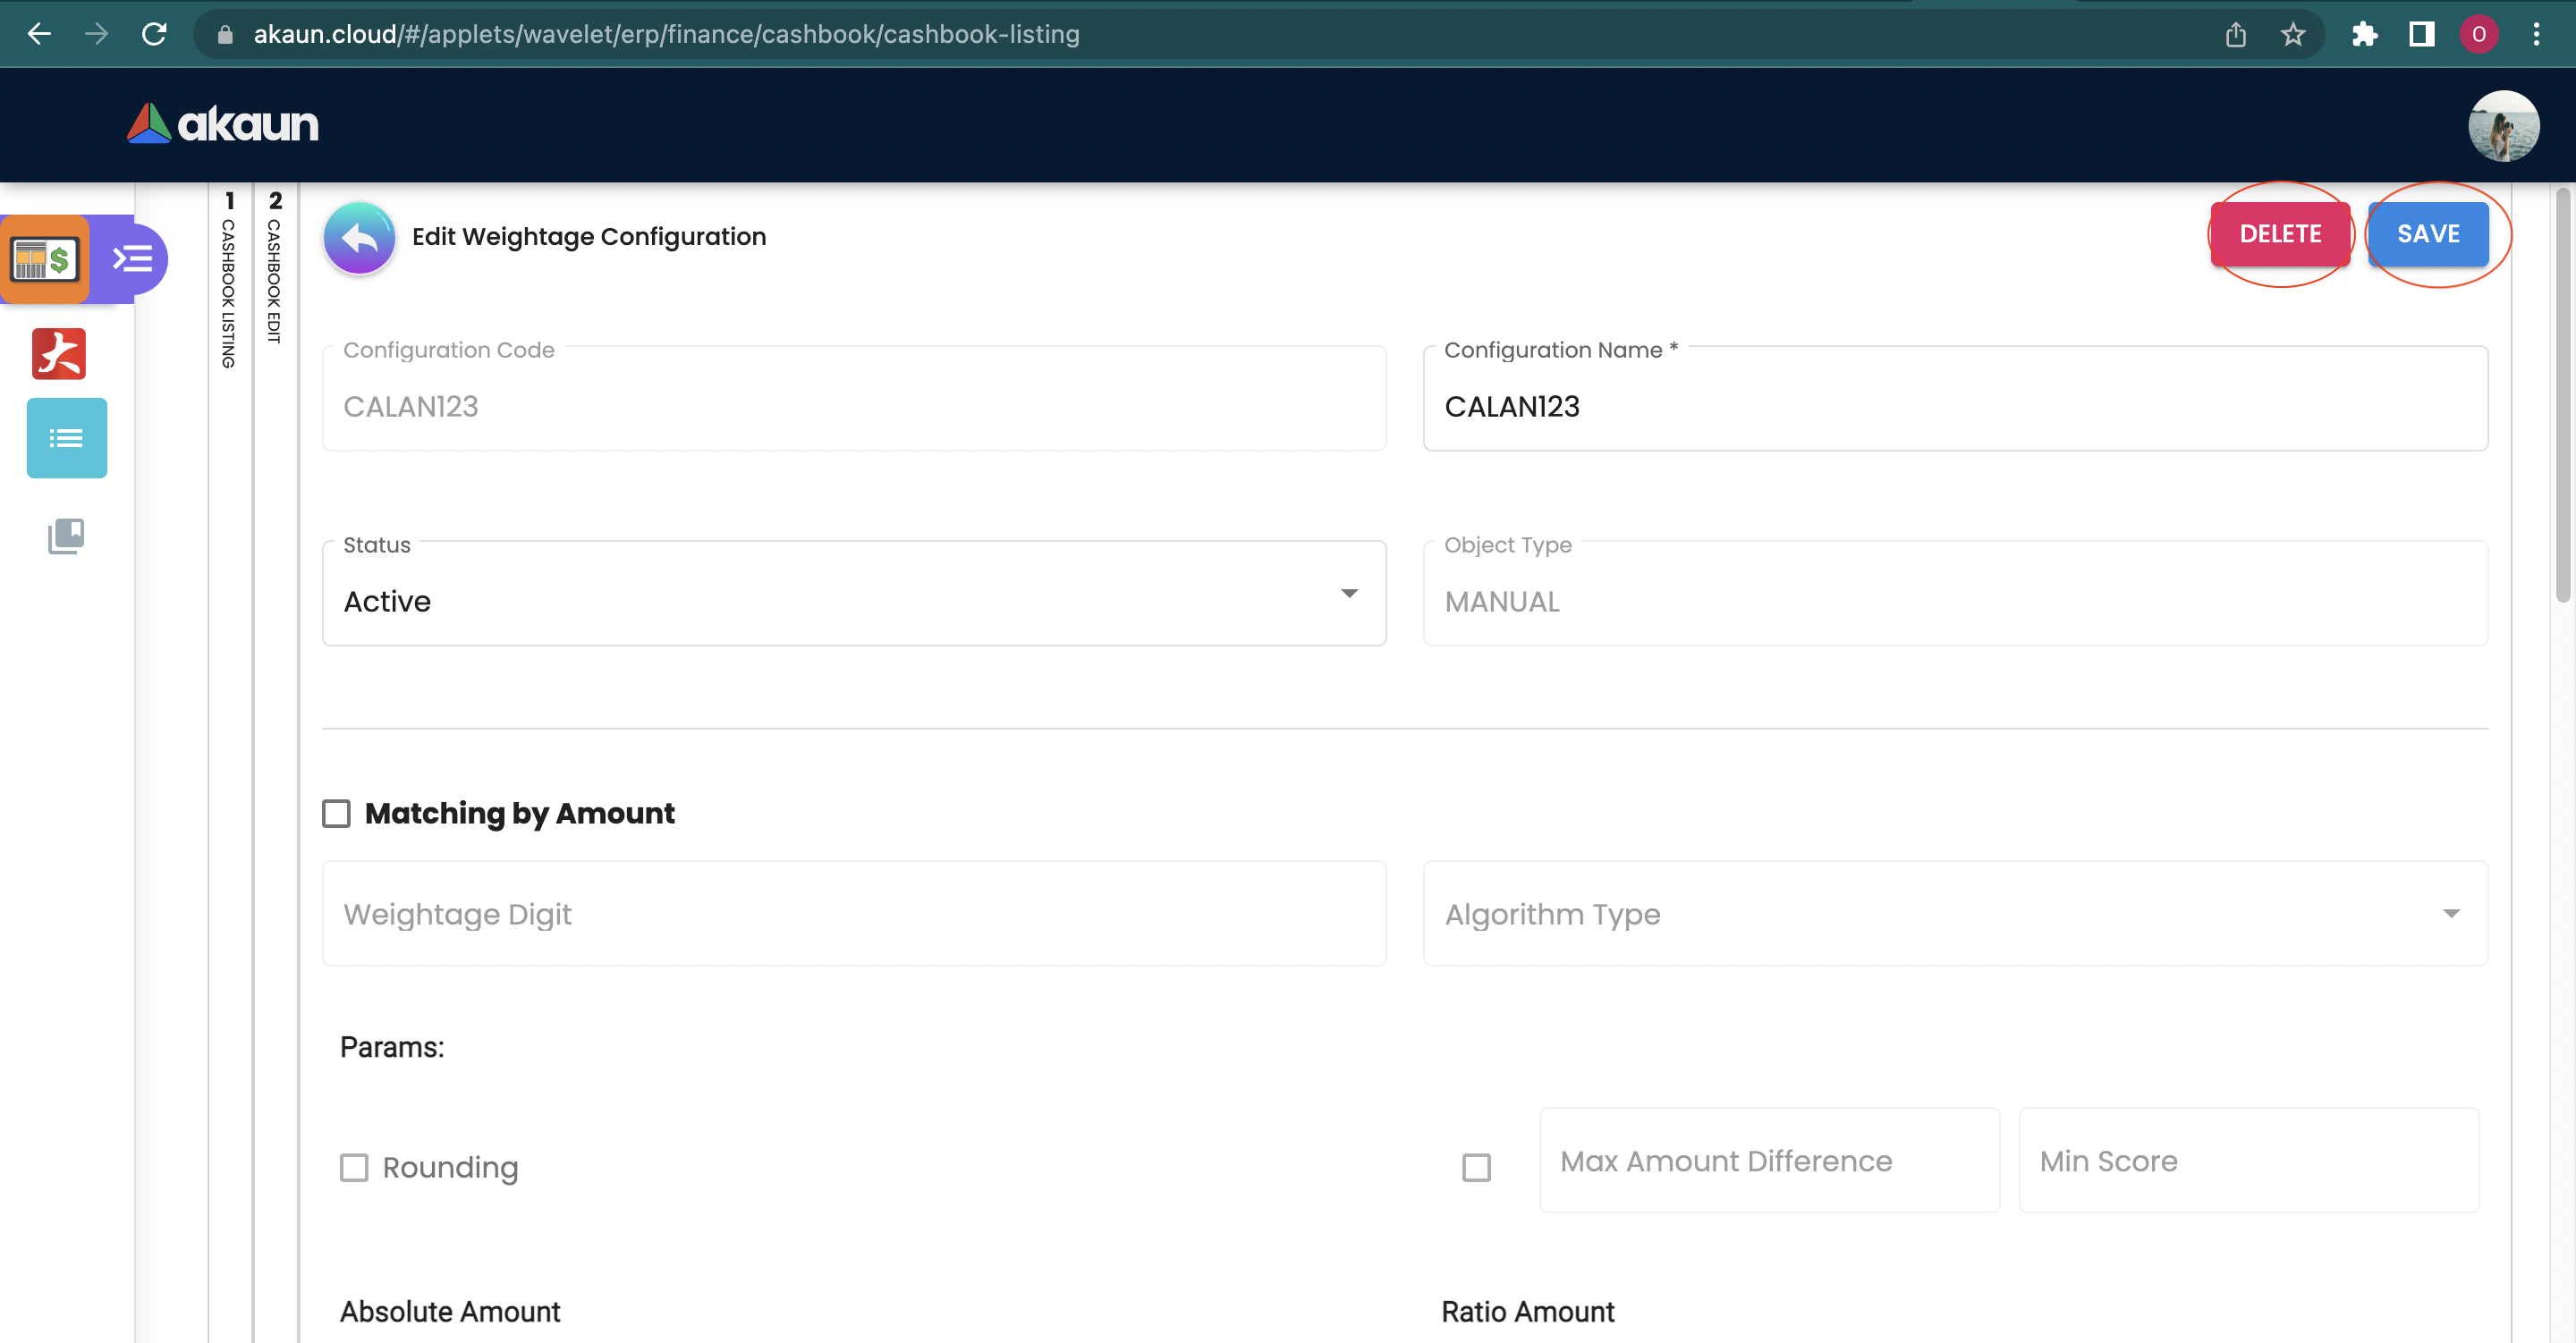 akaun.cloud/#/applets/wavelet/erp/finance/cashbook/cashbook-listing
O
akaun
1 CASHBOOK LISTING
2 CASHBOOK EDIT
Edit Weightage Configuration
DELETE
SAVE
Configuration Code
CALAN123
Configuration Name *
CALAN123
Status
Active
Object Type
MANUAL
Matching by Amount
Weightage Digit
Algorithm Type
Params:
Rounding
Max Amount Difference
Min Score
Absolute Amount
Ratio Amount